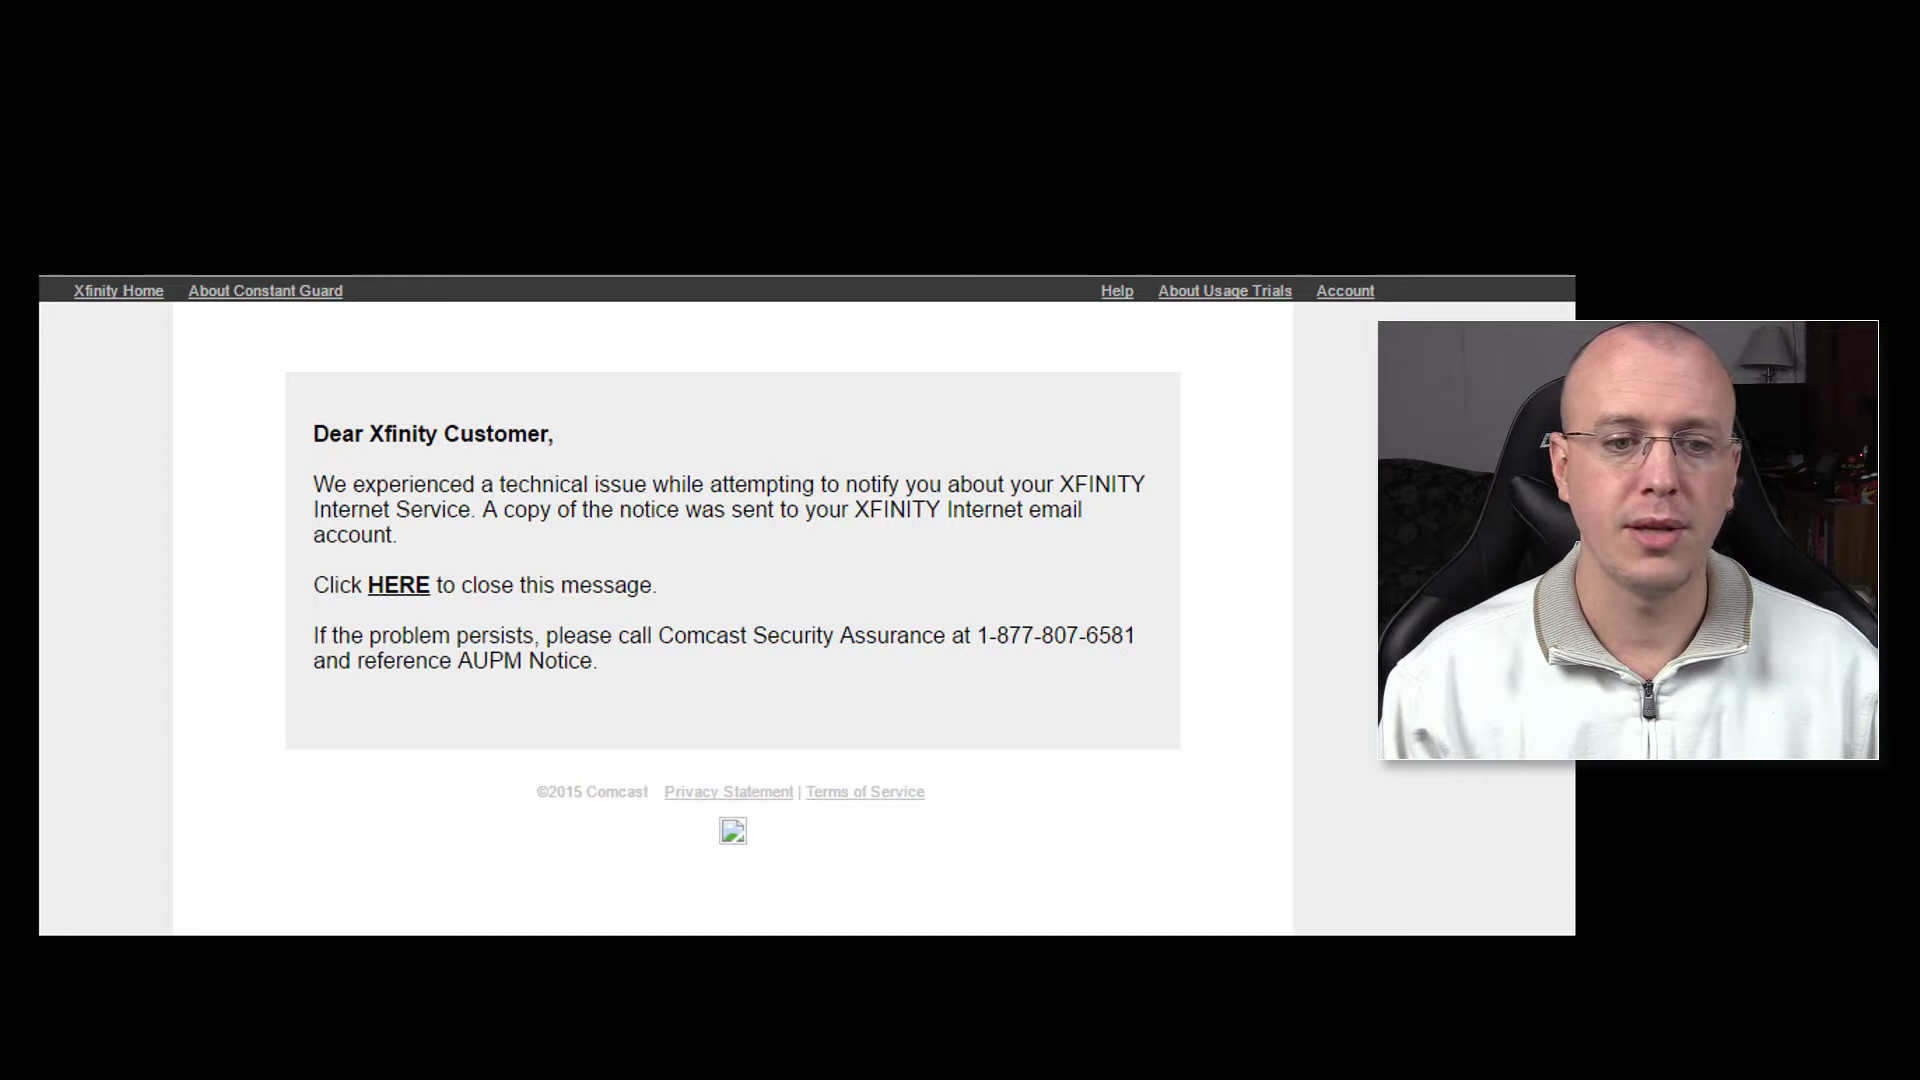 Xfinity Home About Constant Guard Help About Usage Trials Account
Dear Xfinity Customer,
We experienced a technical issue while attempting to notify you about your XFINITY
Internet Service. A copy of the notice was sent to your XFINITY Internet email
account.
Click HERE to close this message.
If the problem persists, please call Comcast Security Assurance at 1-877-807-6581
and reference AUPM Notice.
©2015 Comcast Privacy Statement | Terms of Service